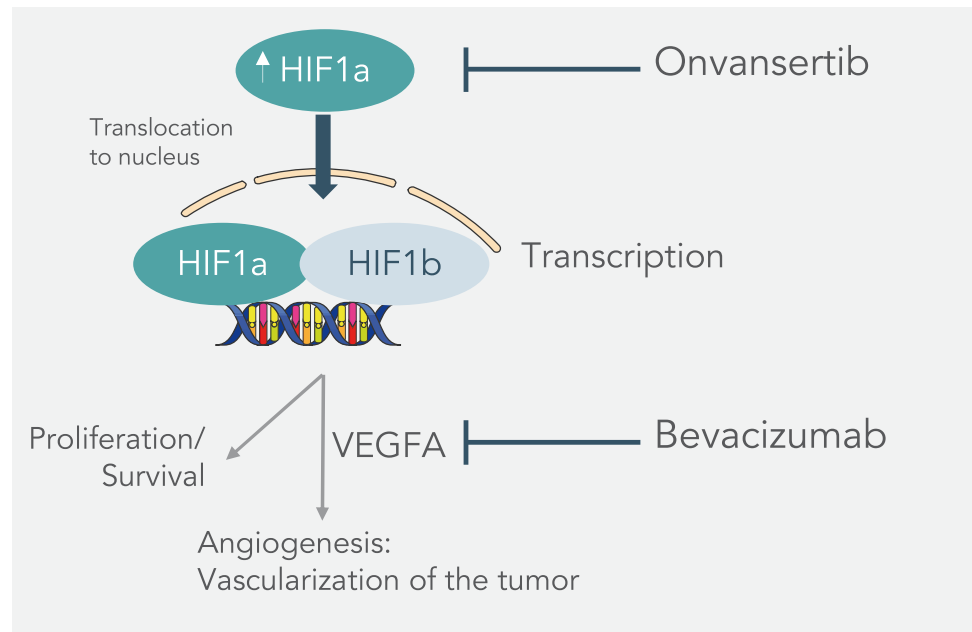 ↑ HIF1a
Onvansertib
Translocation
to nucleus
HIF1a
HIF1b
Transcription
Proliferation/
Survival
VEGFA
Bevacizumab
Angiogenesis:
Vascularization of the tumor